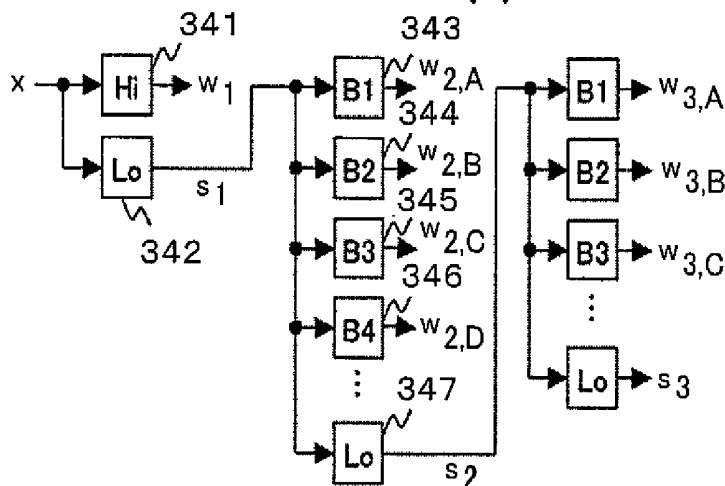 341
x
Hi
w1
Lo
s1
342
343
B1
w2,A
344
B2
w2,B
345
B3
w2,C
346
B4
w2,D
⋮
347
Lo
s2
B1
w3,A
B2
w3,B
B3
w3,C
⋮
Lo
s3